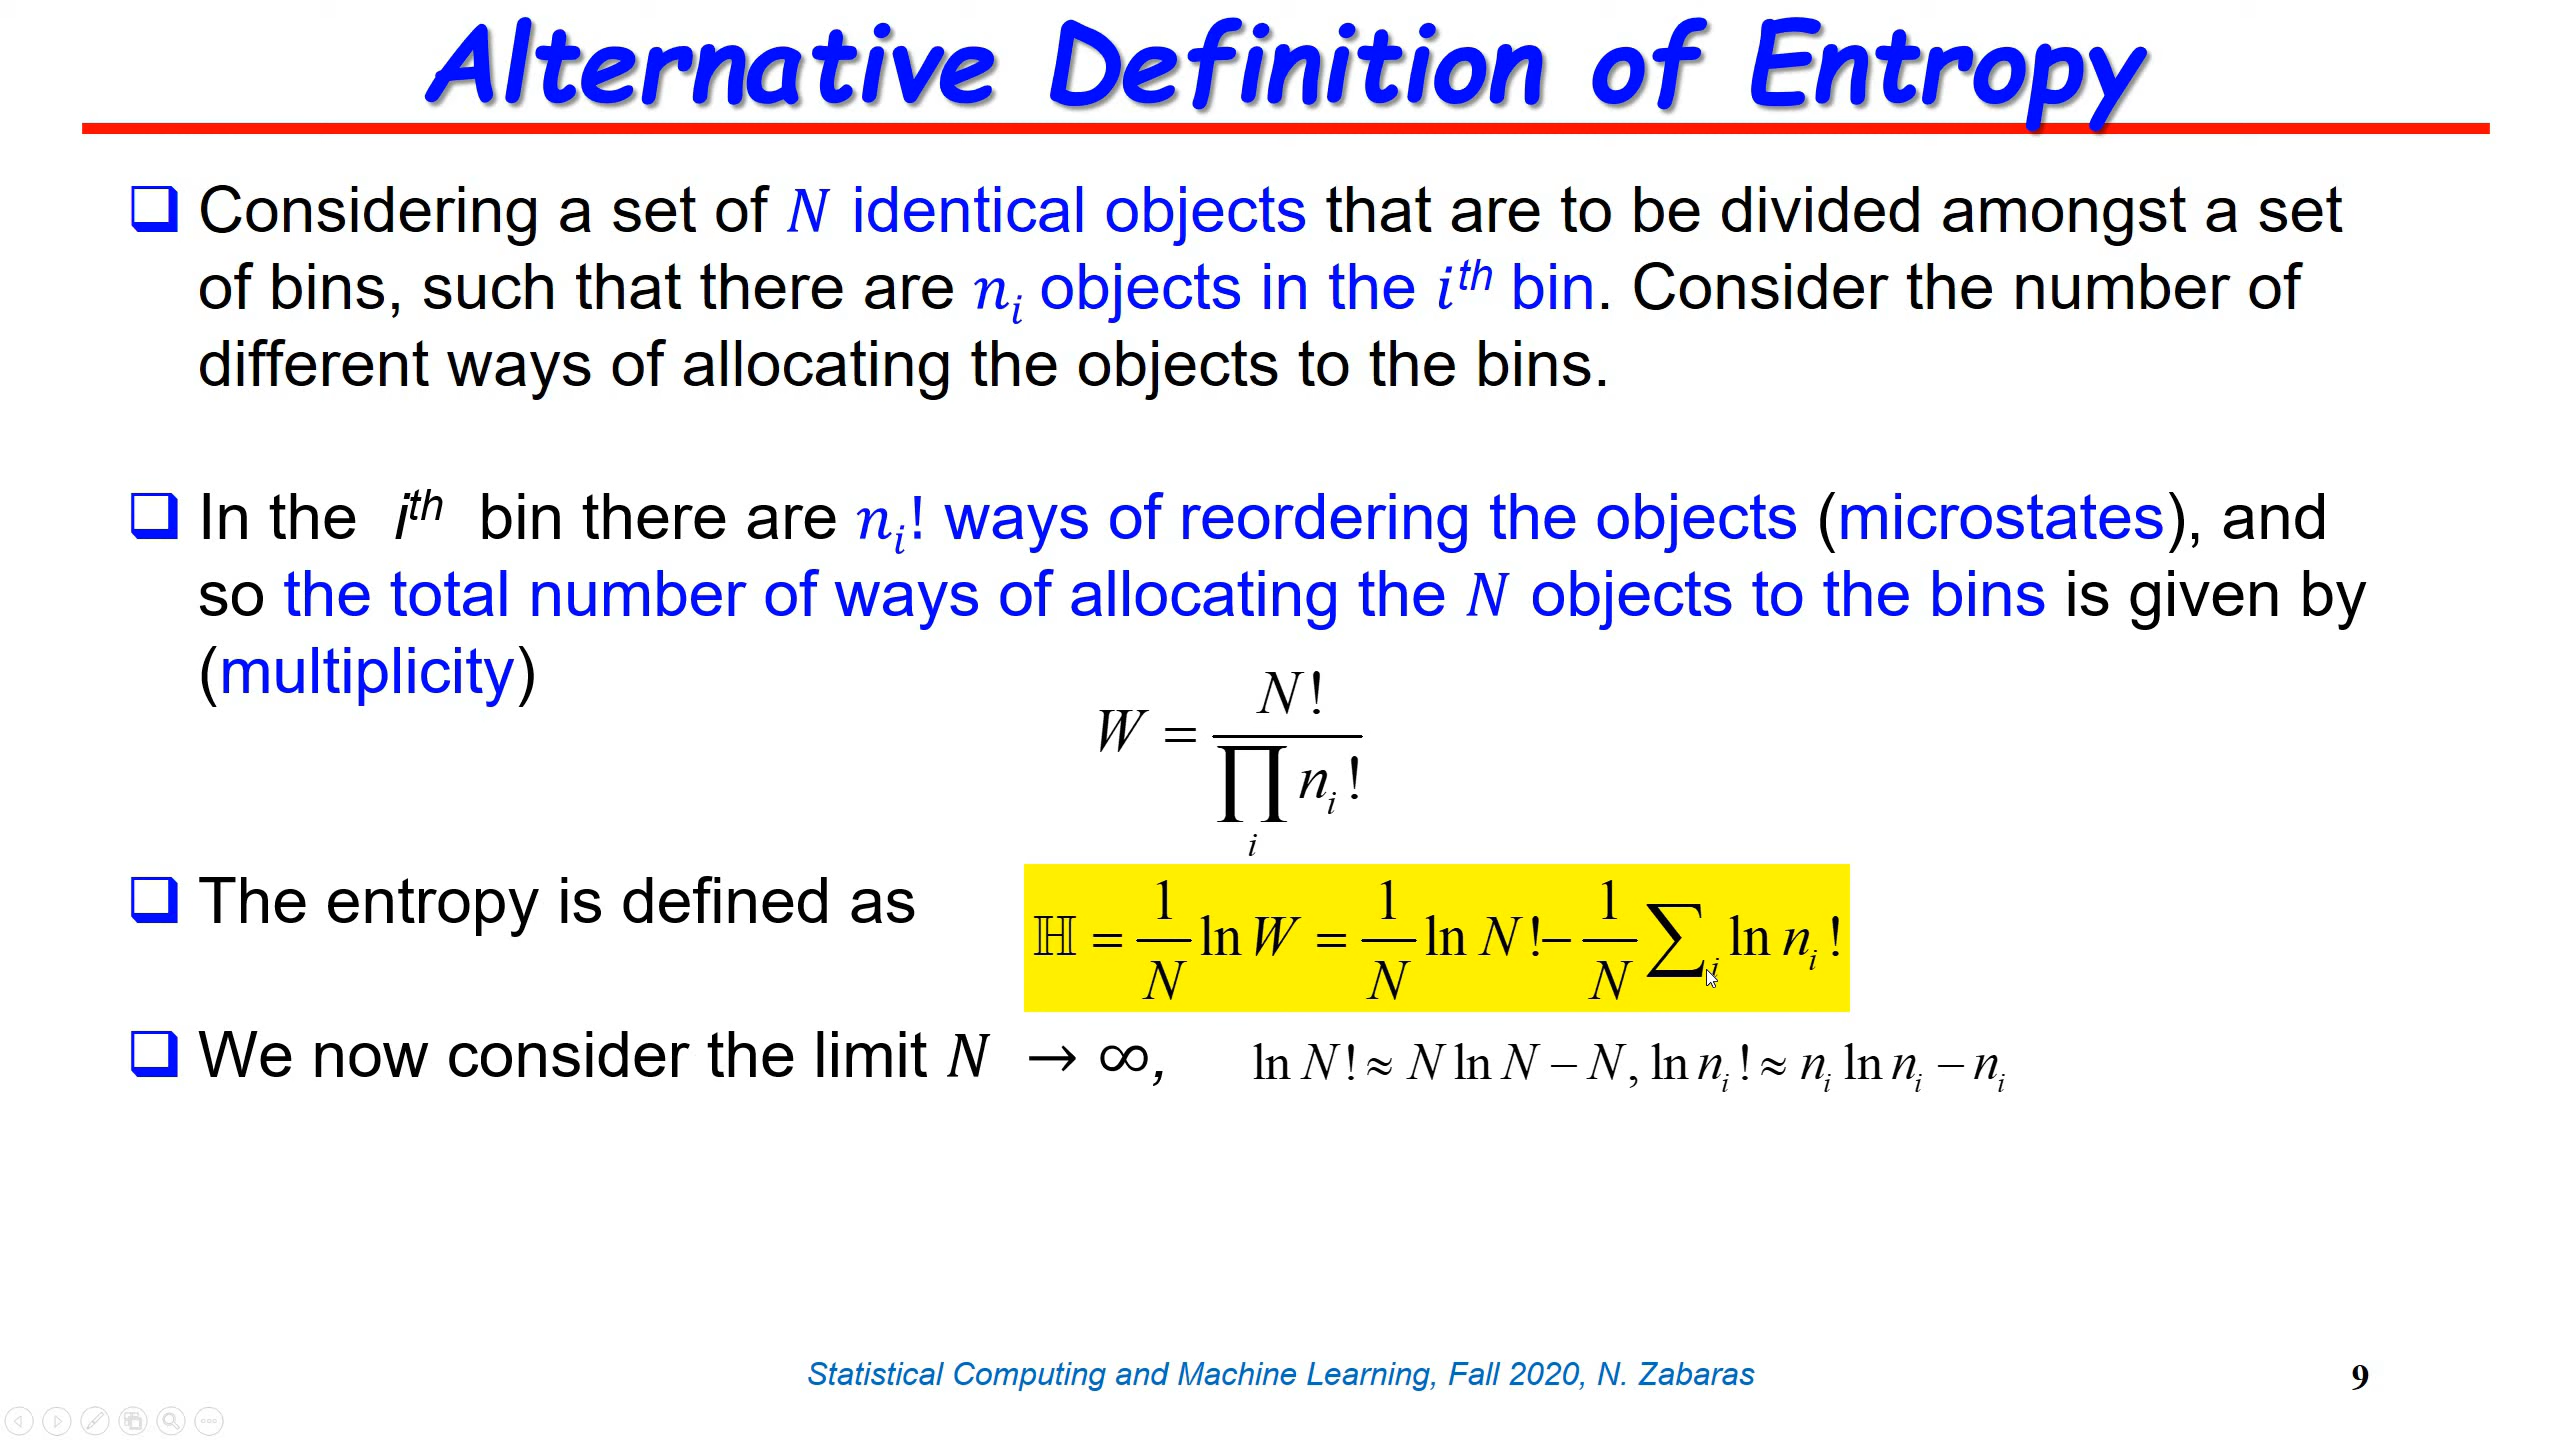 Alternative Definition of Entropy
❑ Considering a set of N identical objects that are to be divided amongst a set
of bins, such that there are nᵢ objects in the iᵗʰ bin. Consider the number of
different ways of allocating the objects to the bins.
❑ In the iᵗʰ bin there are nᵢ! ways of reordering the objects (microstates), and
so the total number of ways of allocating the N objects to the bins is given by
(multiplicity)
W = N! / ∏ᵢ nᵢ!
❑ The entropy is defined as ℍ = 1/N ln W = 1/N ln N! − 1/N ∑ᵢ ln nᵢ!
❑ We now consider the limit N → ∞, ln N! ≈ N ln N − N, ln nᵢ! ≈ nᵢ ln nᵢ − nᵢ
Statistical Computing and Machine Learning, Fall 2020, N. Zabaras
9